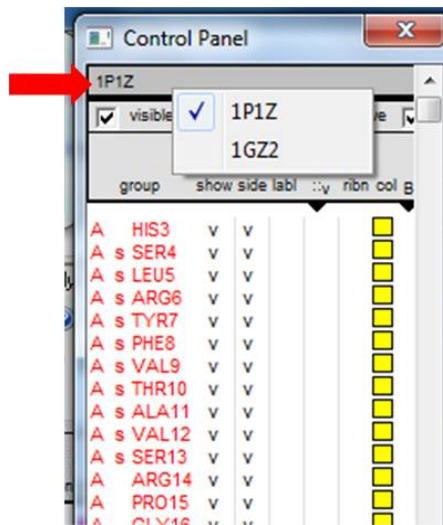 Control Panel
1P1Z
visible
1P1Z
1GZ2
group show side labl ::v ribn col B
A HIS3 v v
A s SER4 v v
A s LEU5 v v
A s ARG6 v v
A s TYR7 v v
A s PHE8 v v
A s VAL9 v v
A s THR10 v v
A s ALA11 v v
A s VAL12 v v
A s SER13 v v
A ARG14 v v
A PRO15 v v
A GLY16 v v